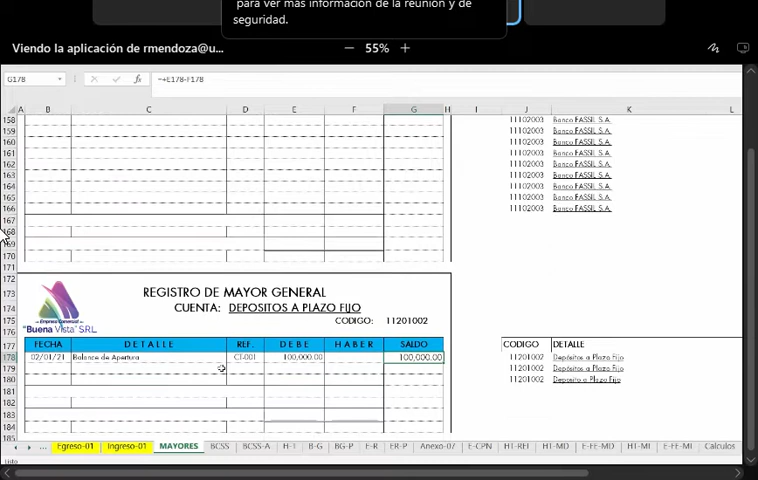 para ver más información de la reunión y de
seguridad.
Viendo la aplicación de rmendoza@u... — 55% +
G178 fx =+E178-F178
A B C D E F G H I J K L
158 11102003 Banco FASSIL S.A.
159 11102003 Banco FASSIL S.A.
160 11102003 Banco FASSIL S.A.
161 11102003 Banco FASSIL S.A.
162 11102003 Banco FASSIL S.A.
163 11102003 Banco FASSIL S.A.
164 11102003 Banco FASSIL S.A.
165 11102003 Banco FASSIL S.A.
166 11102003 Banco FASSIL S.A.
167
168
169
170
171
172
173 REGISTRO DE MAYOR GENERAL
174 CUENTA: DEPOSITOS A PLAZO FIJO
175 Empresa Comercial CODIGO: 11201002
176 "Buena Vista" S.R.L.
177 FECHA DETALLE REF. DEBE HABER SALDO CODIGO DETALLE
178 02/01/21 Balance de Apertura CT-001 100,000.00 100,000.00 11201002 Depósitos a Plazo Fijo
179 11201002 Depósitos a Plazo Fijo
180 11201002 Deposito a Plazo Fijo
181
182
183
184
185
... Egreso-01 Ingreso-01 MAYORES BCSS BCSS-A H-T B-G BG-P E-R ER-P Anexo-07 E-CPN HT-REI HT-MD E-FE-MD HT-MI E-FE-MI Calculos
Listo